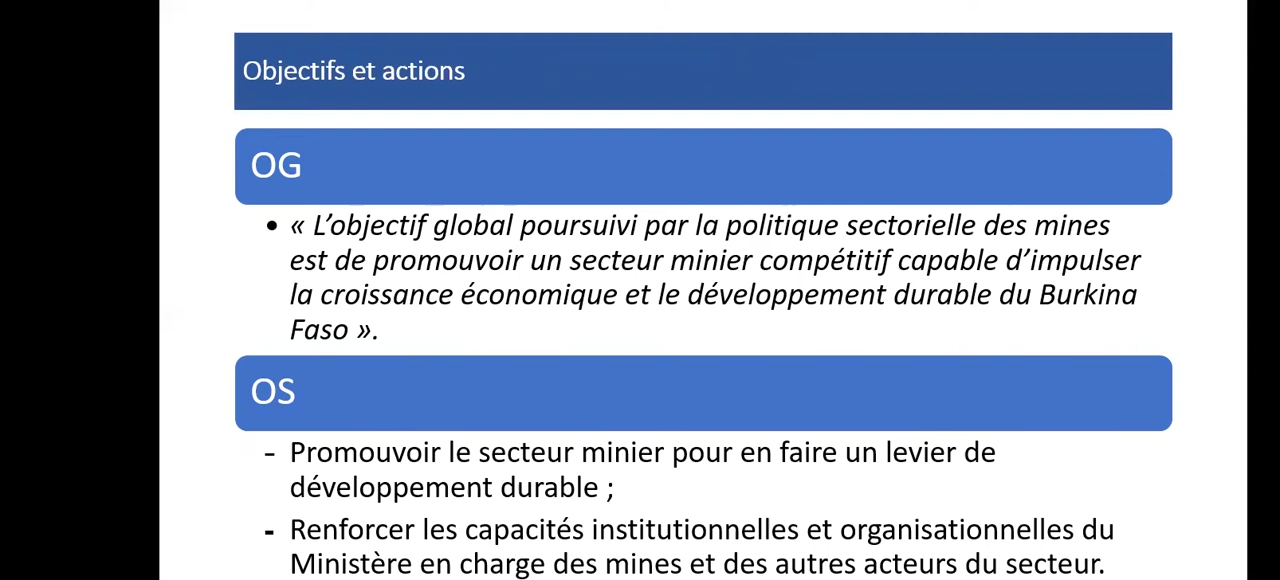 Objectifs et actions
OG
• « L’objectif global poursuivi par la politique sectorielle des mines
est de promouvoir un secteur minier compétitif capable d’impulser
la croissance économique et le développement durable du Burkina
Faso ».
OS
- Promouvoir le secteur minier pour en faire un levier de
développement durable ;
- Renforcer les capacités institutionnelles et organisationnelles du
Ministère en charge des mines et des autres acteurs du secteur.